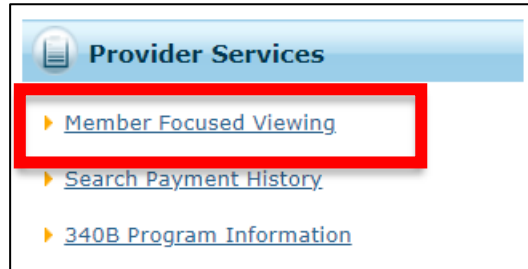 Provider Services
Member Focused Viewing
Search Payment History
340B Program Information